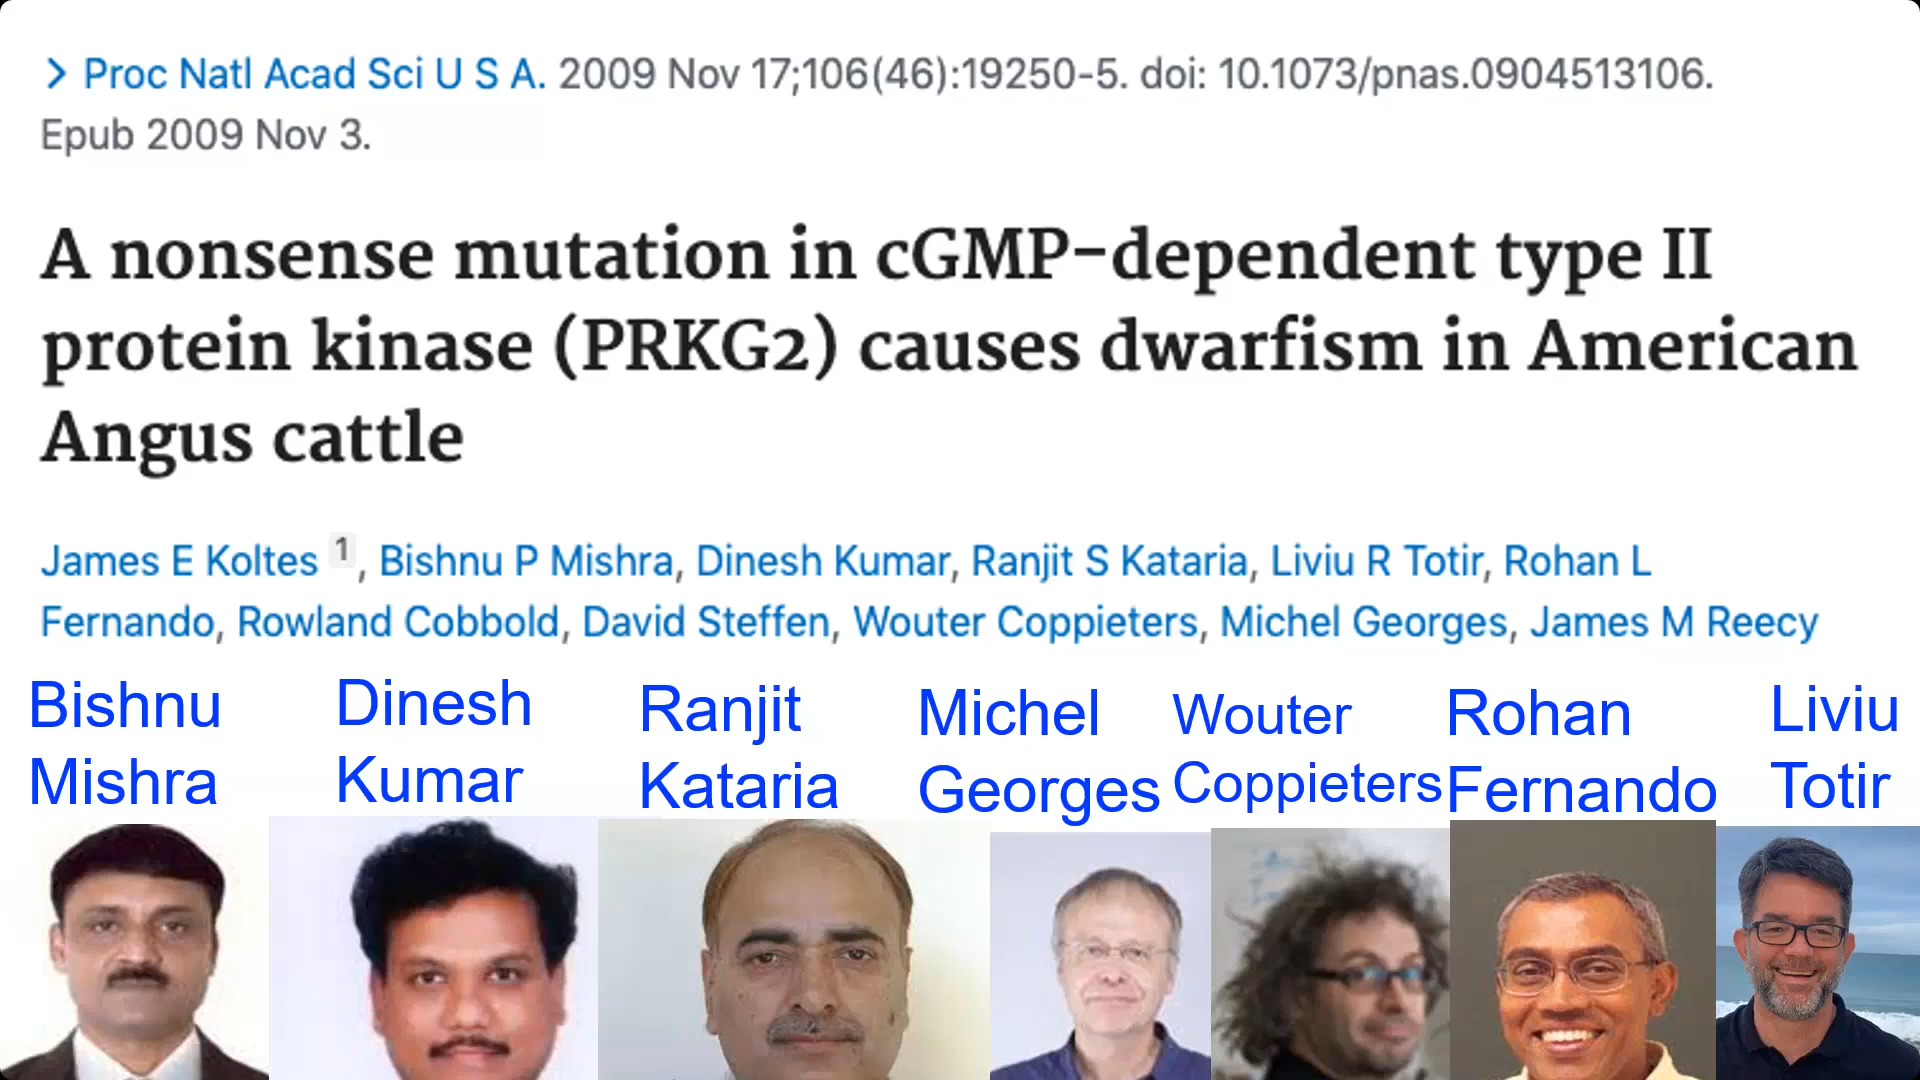 > Proc Natl Acad Sci U S A. 2009 Nov 17;106(46):19250-5. doi: 10.1073/pnas.0904513106.
Epub 2009 Nov 3.
A nonsense mutation in cGMP-dependent type II
protein kinase (PRKG2) causes dwarfism in American
Angus cattle
James E Koltes 1, Bishnu P Mishra, Dinesh Kumar, Ranjit S Kataria, Liviu R Totir, Rohan L
Fernando, Rowland Cobbold, David Steffen, Wouter Coppieters, Michel Georges, James M Reecy
Bishnu
Mishra
Dinesh
Kumar
Ranjit
Kataria
Michel
Georges
Wouter
Coppieters
Rohan
Fernando
Liviu
Totir